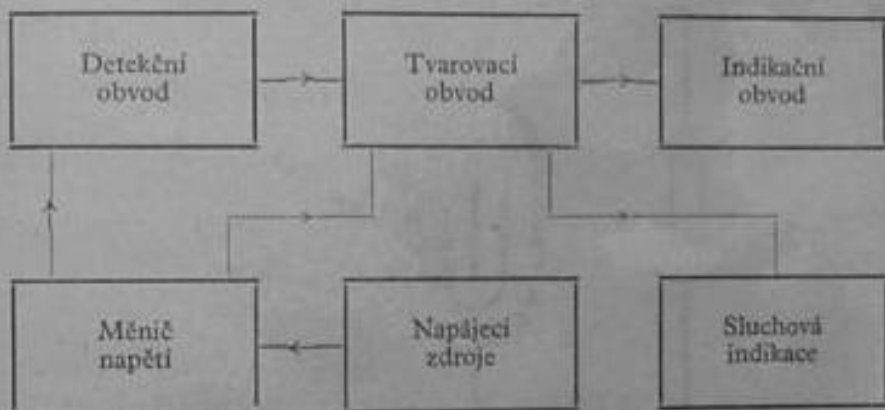 Detekční
obvod
Tvarovací
obvod
Indikační
obvod
Měnič
napětí
Napájecí
zdroje
Sluchová
indikace